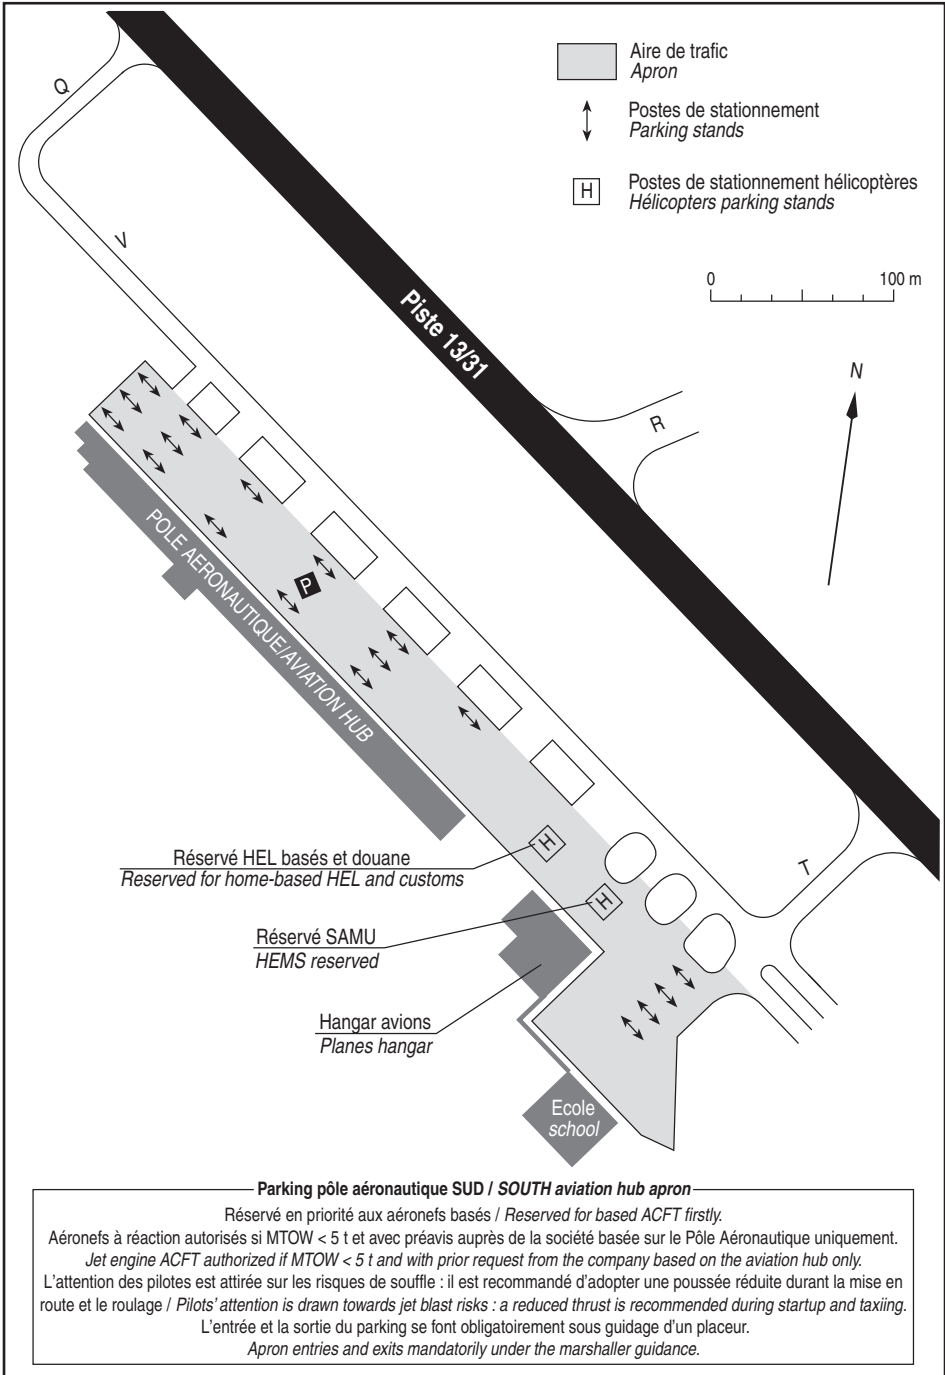 Q
Aire de trafic
Apron
Postes de stationnement
Parking stands
H
Postes de stationnement hélicoptères
Hélicopters parking stands
V
0 100 m
Piste 13/31
N
R
POLE AERONAUTIQUE/AVIATION HUB
P
H
Réservé HEL basés et douane
Reserved for home-based HEL and customs
T
H
Réservé SAMU
HEMS reserved
Hangar avions
Planes hangar
Ecole
school
Parking pôle aéronautique SUD / SOUTH aviation hub apron
Réservé en priorité aux aéronefs basés / Reserved for based ACFT firstly.
Aéronefs à réaction autorisés si MTOW < 5 t et avec préavis auprès de la société basée sur le Pôle Aéronautique uniquement.
Jet engine ACFT authorized if MTOW < 5 t and with prior request from the company based on the aviation hub only.
L'attention des pilotes est attirée sur les risques de souffle : il est recommandé d'adopter une poussée réduite durant la mise en
route et le roulage / Pilots' attention is drawn towards jet blast risks : a reduced thrust is recommended during startup and taxiing.
L'entrée et la sortie du parking se font obligatoirement sous guidage d'un placeur.
Apron entries and exits mandatorily under the marshaller guidance.